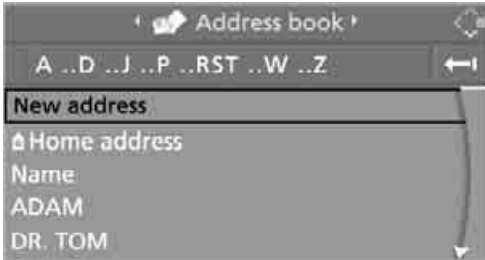 Address book
A ..D ..J ..P ..RST ..W ..Z
New address
Home address
Name
ADAM
DR. TOM